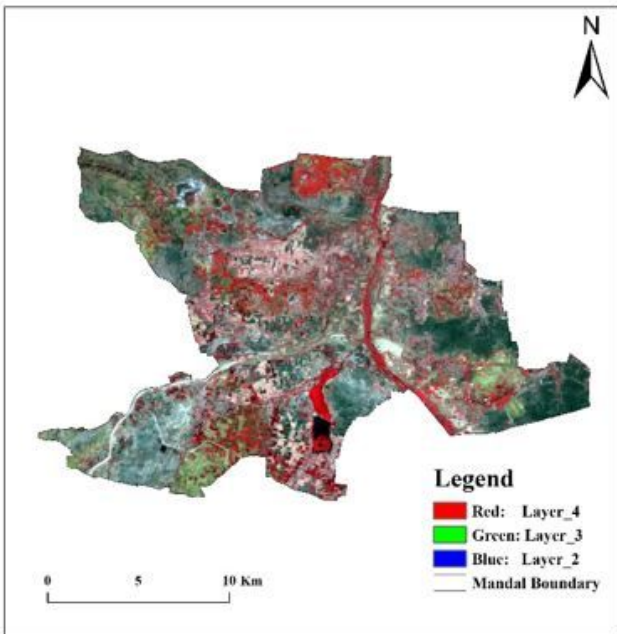 N
Legend
Red: Layer_4
Green: Layer_3
Blue: Layer_2
Mandal Boundary
0 5 10 Km